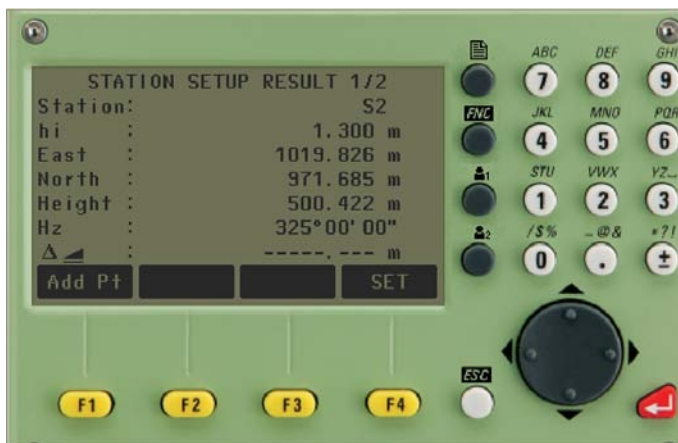 STATION SETUP RESULT 1/2
Station: S2
hi : 1.300 m
East : 1019.826 m
North : 971.685 m
Height : 500.422 m
Hz : 325°00'00"
Δ ◢ : -----.--- m
Add Pt SET
F1 F2 F3 F4
ABC DEF GHI
7 8 9
FNC JKL MNO PQR
4 5 6
1 STU VWX YZ_
1 2 3
2 /$% _@& *?!
0 . ±
ESC